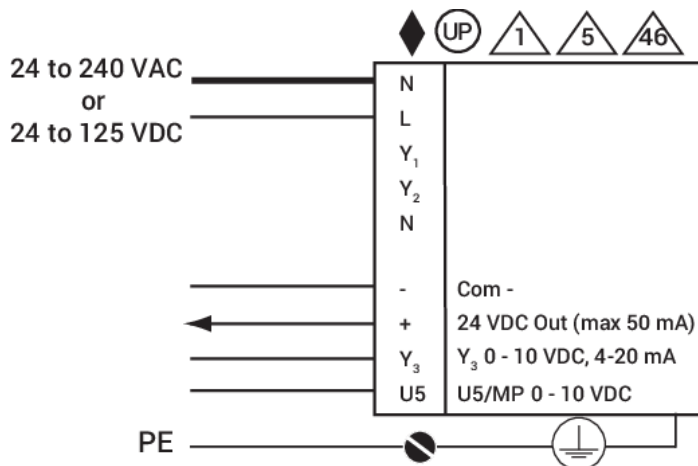 UP 1 5 46
24 to 240 VAC
or
24 to 125 VDC
N
L
Y₁
Y₂
N
- Com -
+ 24 VDC Out (max 50 mA)
Y₃ Y₃ 0 - 10 VDC, 4-20 mA
U5 U5/MP 0 - 10 VDC
PE